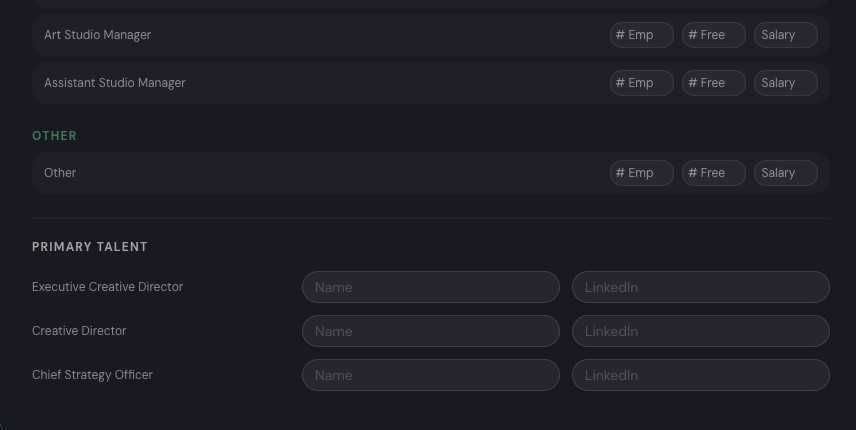 Art Studio Manager # Emp # Free Salary
Assistant Studio Manager # Emp # Free Salary
OTHER
Other # Emp # Free Salary
PRIMARY TALENT
Executive Creative Director Name LinkedIn
Creative Director Name LinkedIn
Chief Strategy Officer Name LinkedIn